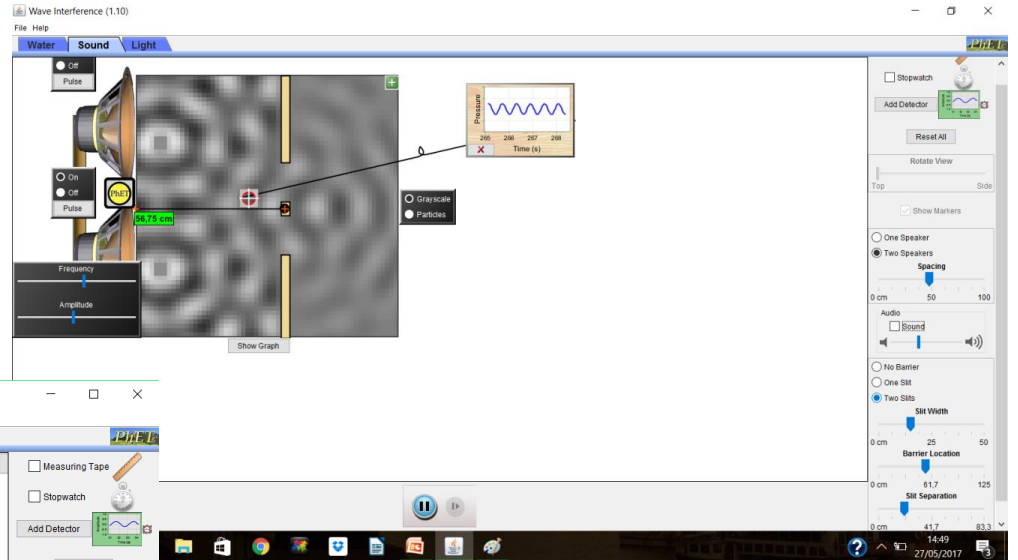 Wave Interference (1.10)
File Help
Water Sound Light
PhET
Off
Pulse
On
Off
Pulse
PhET
56,75 cm
Frequency
Amplitude
Pressure
265 266 267 268
Time (s)
Grayscale
Particles
Show Graph
Stopwatch
Add Detector
Reset All
Rotate View
Top Side
Show Markers
One Speaker
Two Speakers
Spacing
0 cm 50 100
Audio
Sound
No Barrier
One Slit
Two Slits
Slit Width
0 cm 25 50
Barrier Location
0 cm 61,7 125
Slit Separation
0 cm 41,7 83,3
PhET
Measuring Tape
Stopwatch
Add Detector
14:49
27/05/2017
3